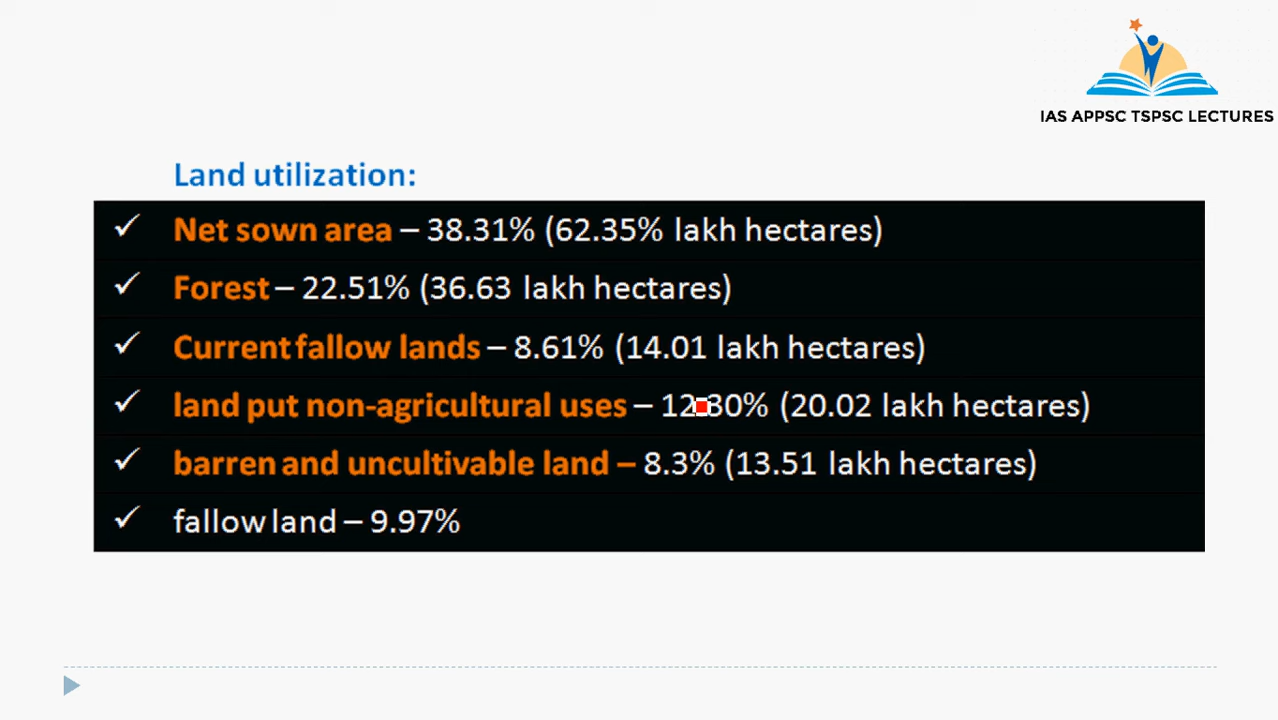 IAS APPSC TSPSC LECTURES
Land utilization:
✓ Net sown area – 38.31% (62.35% lakh hectares)
✓ Forest – 22.51% (36.63 lakh hectares)
✓ Current fallow lands – 8.61% (14.01 lakh hectares)
✓ land put non-agricultural uses – 12.30% (20.02 lakh hectares)
✓ barren and uncultivable land – 8.3% (13.51 lakh hectares)
✓ fallow land – 9.97%